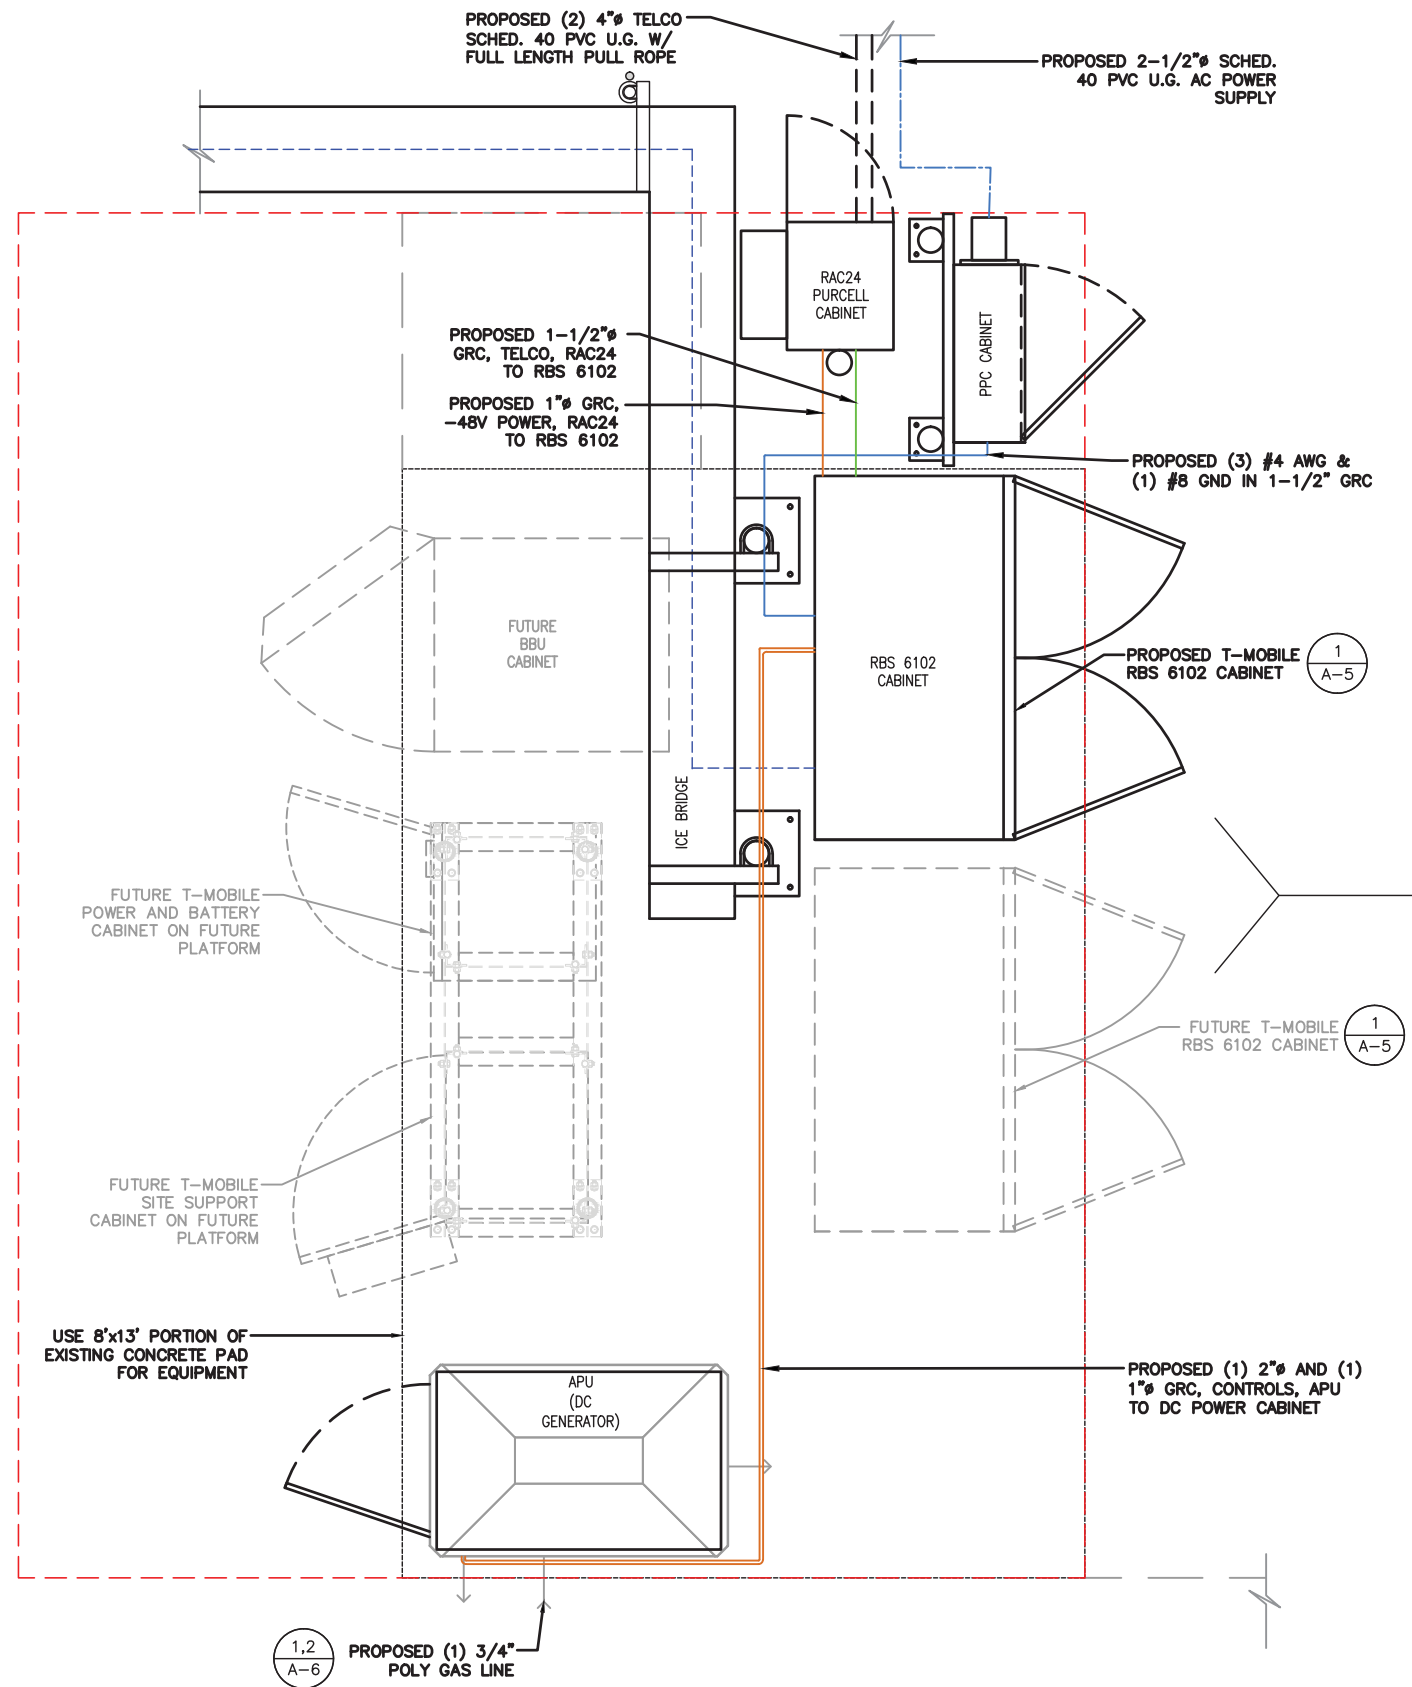 PROPOSED (2) 4"ø TELCO
SCHED. 40 PVC U.G. W/
FULL LENGTH PULL ROPE
PROPOSED 2-1/2"ø SCHED.
40 PVC U.G. AC POWER
SUPPLY
RAC24
PURCELL
CABINET
PPC CABINET
PROPOSED 1-1/2"ø
GRC, TELCO, RAC24
TO RBS 6102
PROPOSED 1"ø GRC,
-48V POWER, RAC24
TO RBS 6102
PROPOSED (3) #4 AWG &
(1) #8 GND IN 1-1/2" GRC
FUTURE
BBU
CABINET
RBS 6102
CABINET
PROPOSED T-MOBILE
RBS 6102 CABINET
1
A-5
ICE BRIDGE
FUTURE T-MOBILE
POWER AND BATTERY
CABINET ON FUTURE
PLATFORM
FUTURE T-MOBILE
RBS 6102 CABINET
1
A-5
FUTURE T-MOBILE
SITE SUPPORT
CABINET ON FUTURE
PLATFORM
USE 8'x13' PORTION OF
EXISTING CONCRETE PAD
FOR EQUIPMENT
APU
(DC
GENERATOR)
PROPOSED (1) 2"ø AND (1)
1"ø GRC, CONTROLS, APU
TO DC POWER CABINET
1,2
A-6
PROPOSED (1) 3/4"
POLY GAS LINE